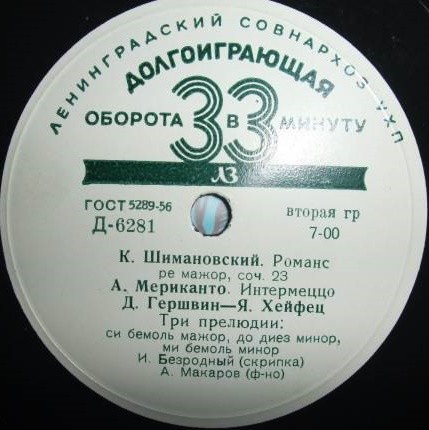 ЛЕНИНГРАДСКИЙ СОВНАРХОЗ УХП
ДОЛГОИГРАЮЩАЯ
ОБОРОТА 33 В МИНУТУ
ЛЗ
ГОСТ 5289-56
Д-6281
вторая гр
7-00
К. Шимановский. Романс
ре мажор, соч. 23
А. Мериканто. Интермеццо
Д. Гершвин—Я. Хейфец
Три прелюдии:
си бемоль мажор, до диез минор,
ми бемоль минор
И. Безродный (скрипка)
А. Макаров (ф-но)